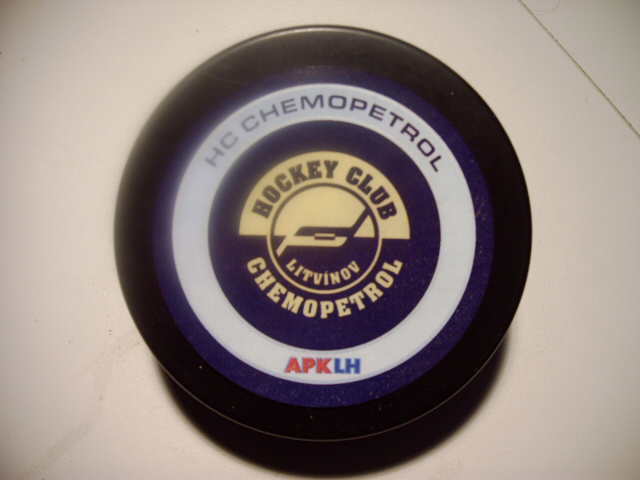 HC CHEMOPETROL
HOCKEY CLUB
LITVÍNOV
CHEMOPETROL
APKLH